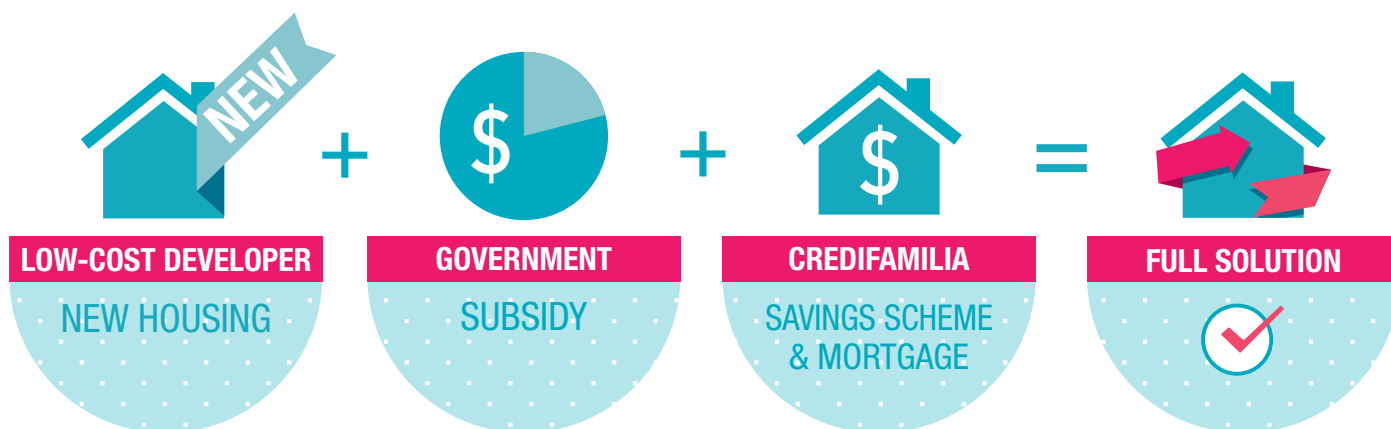 NEW
+
$
+
$
=
LOW-COST DEVELOPER
NEW HOUSING
GOVERNMENT
SUBSIDY
CREDIFAMILIA
SAVINGS SCHEME
& MORTGAGE
FULL SOLUTION